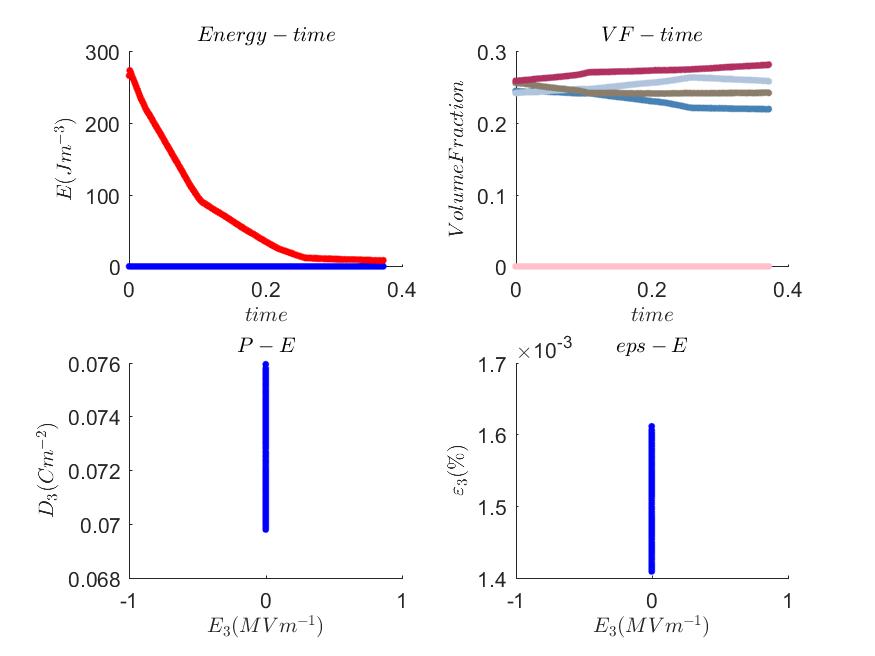 Energy − time
300
200
100
0
E(Jm⁻³)
0
0.2
0.4
time
VF − time
0.3
0.2
0.1
0
VolumeFraction
0
0.2
0.4
time
P − E
0.076
0.074
0.072
0.07
0.068
D₃(Cm⁻²)
-1
0
1
E₃(MVm⁻¹)
×10⁻³
eps − E
1.7
1.6
1.5
1.4
ε₃(%)
-1
0
1
E₃(MVm⁻¹)